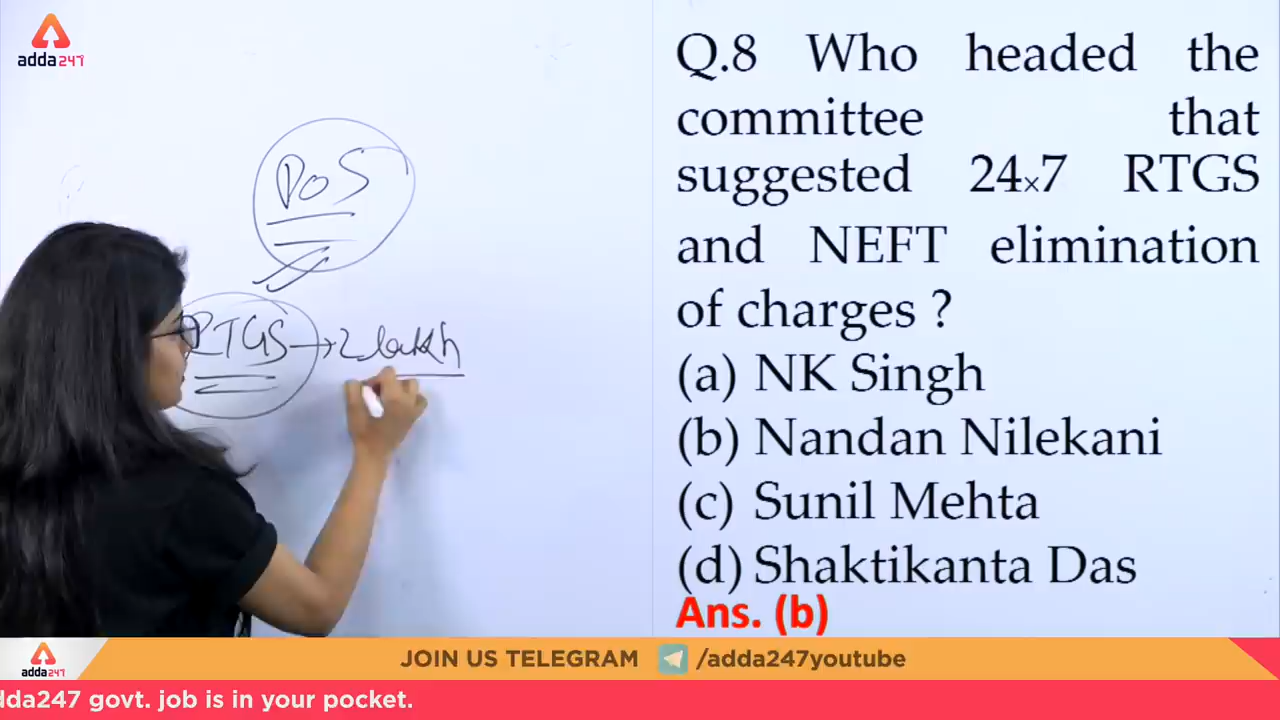 adda247
PoS
RTGS → 2 lakh
Q.8 Who headed the
committee that
suggested 24×7 RTGS
and NEFT elimination
of charges ?
(a) NK Singh
(b) Nandan Nilekani
(c) Sunil Mehta
(d) Shaktikanta Das
Ans. (b)
adda247
JOIN US TELEGRAM /adda247youtube
dda247 govt. job is in your pocket.